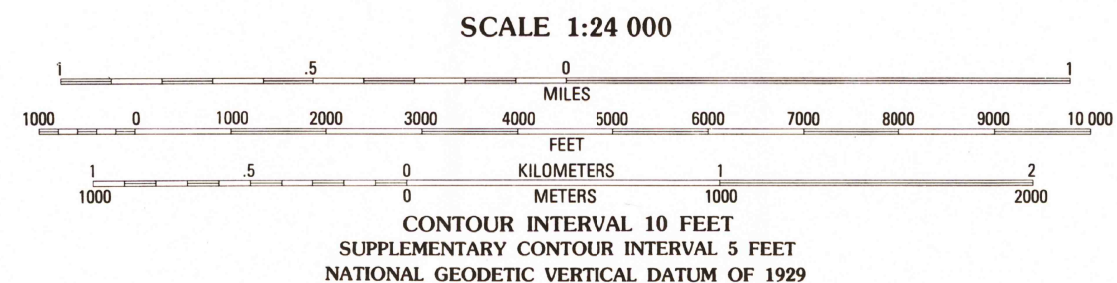 SCALE 1:24 000
1 .5 0 1
MILES
1000 0 1000 2000 3000 4000 5000 6000 7000 8000 9000 10 000
FEET
1 .5 0 KILOMETERS 1 2
1000 0 METERS 1000 2000
CONTOUR INTERVAL 10 FEET
SUPPLEMENTARY CONTOUR INTERVAL 5 FEET
NATIONAL GEODETIC VERTICAL DATUM OF 1929